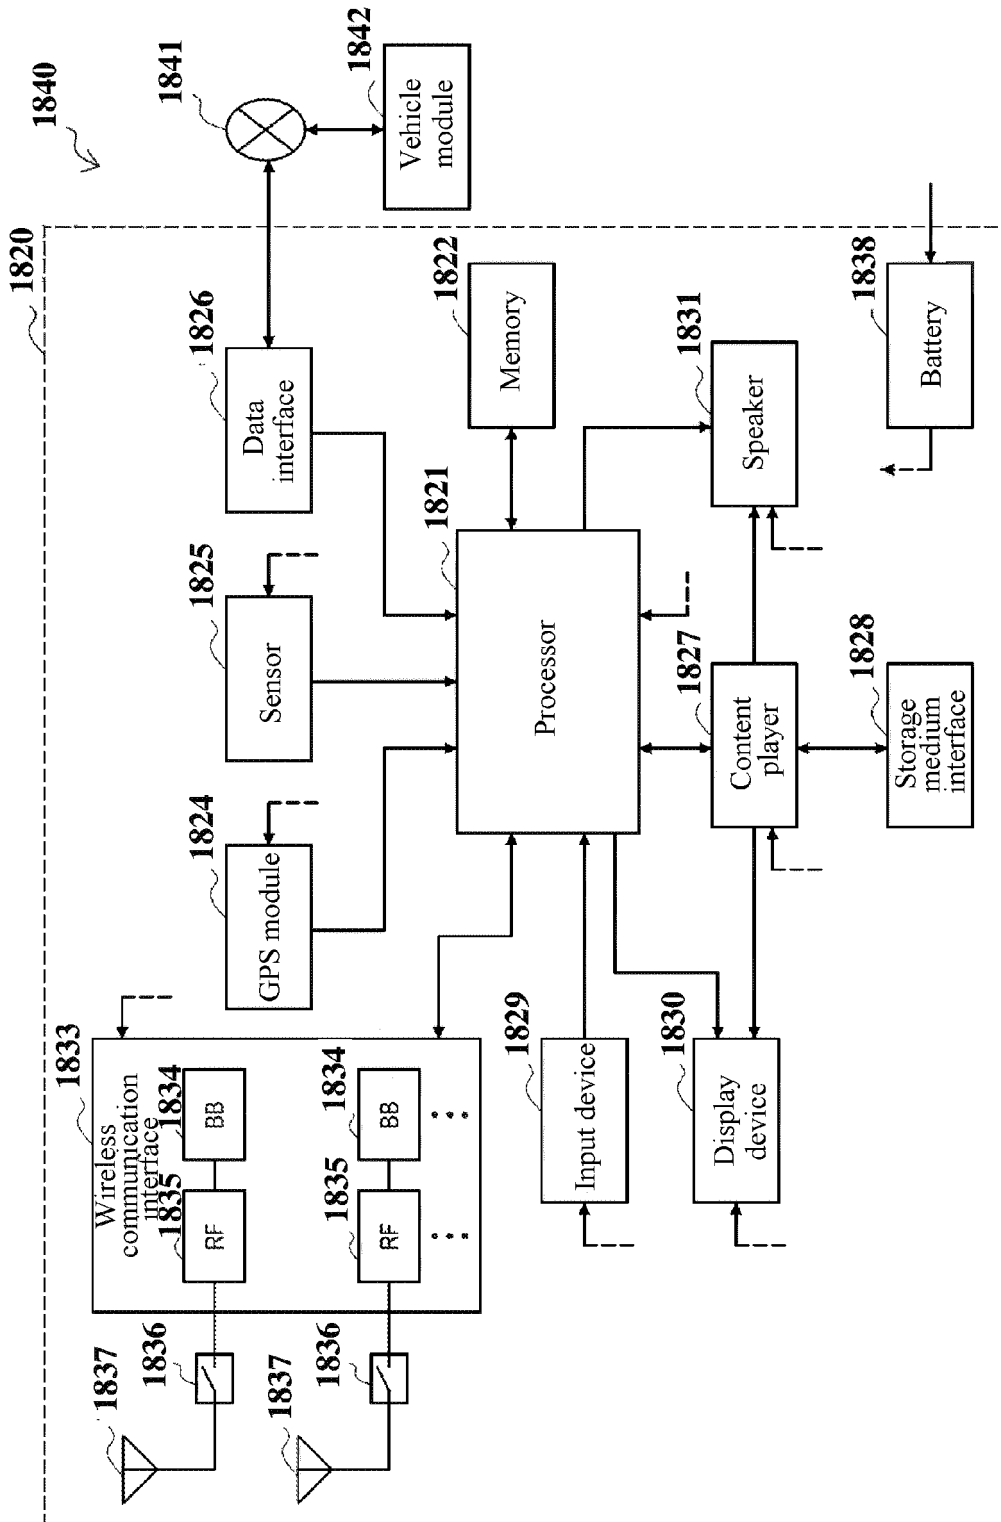 1840
1820
1833
Wireless
communication
interface
1837
1836
1835
RF
1834
BB
1837
1836
1835
RF
1834
BB
1824
GPS module
1825
Sensor
1826
Data
interface
1841
1842
Vehicle
module
1821
Processor
1822
Memory
1829
Input device
1830
Display
device
1827
Content
player
1831
Speaker
1828
Storage
medium
interface
1838
Battery